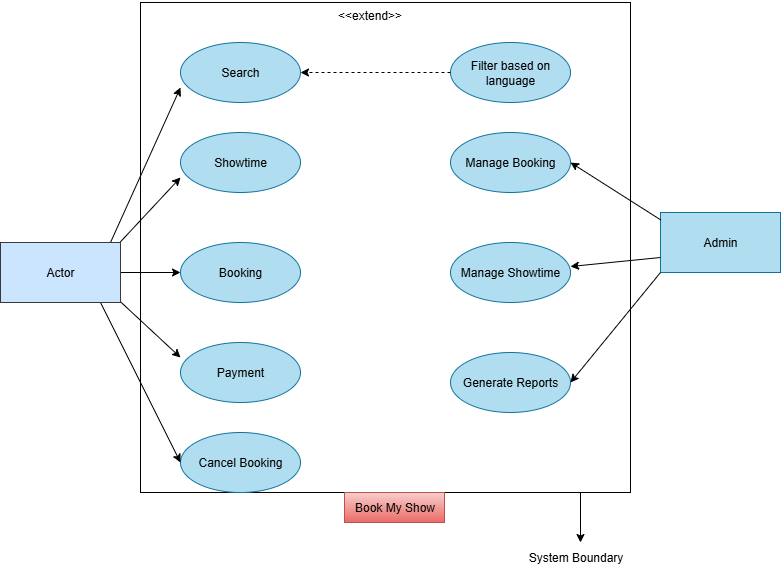 <<extend>>
Search
Filter based on
language
Showtime
Manage Booking
Admin
Actor
Booking
Manage Showtime
Payment
Generate Reports
Cancel Booking
Book My Show
System Boundary